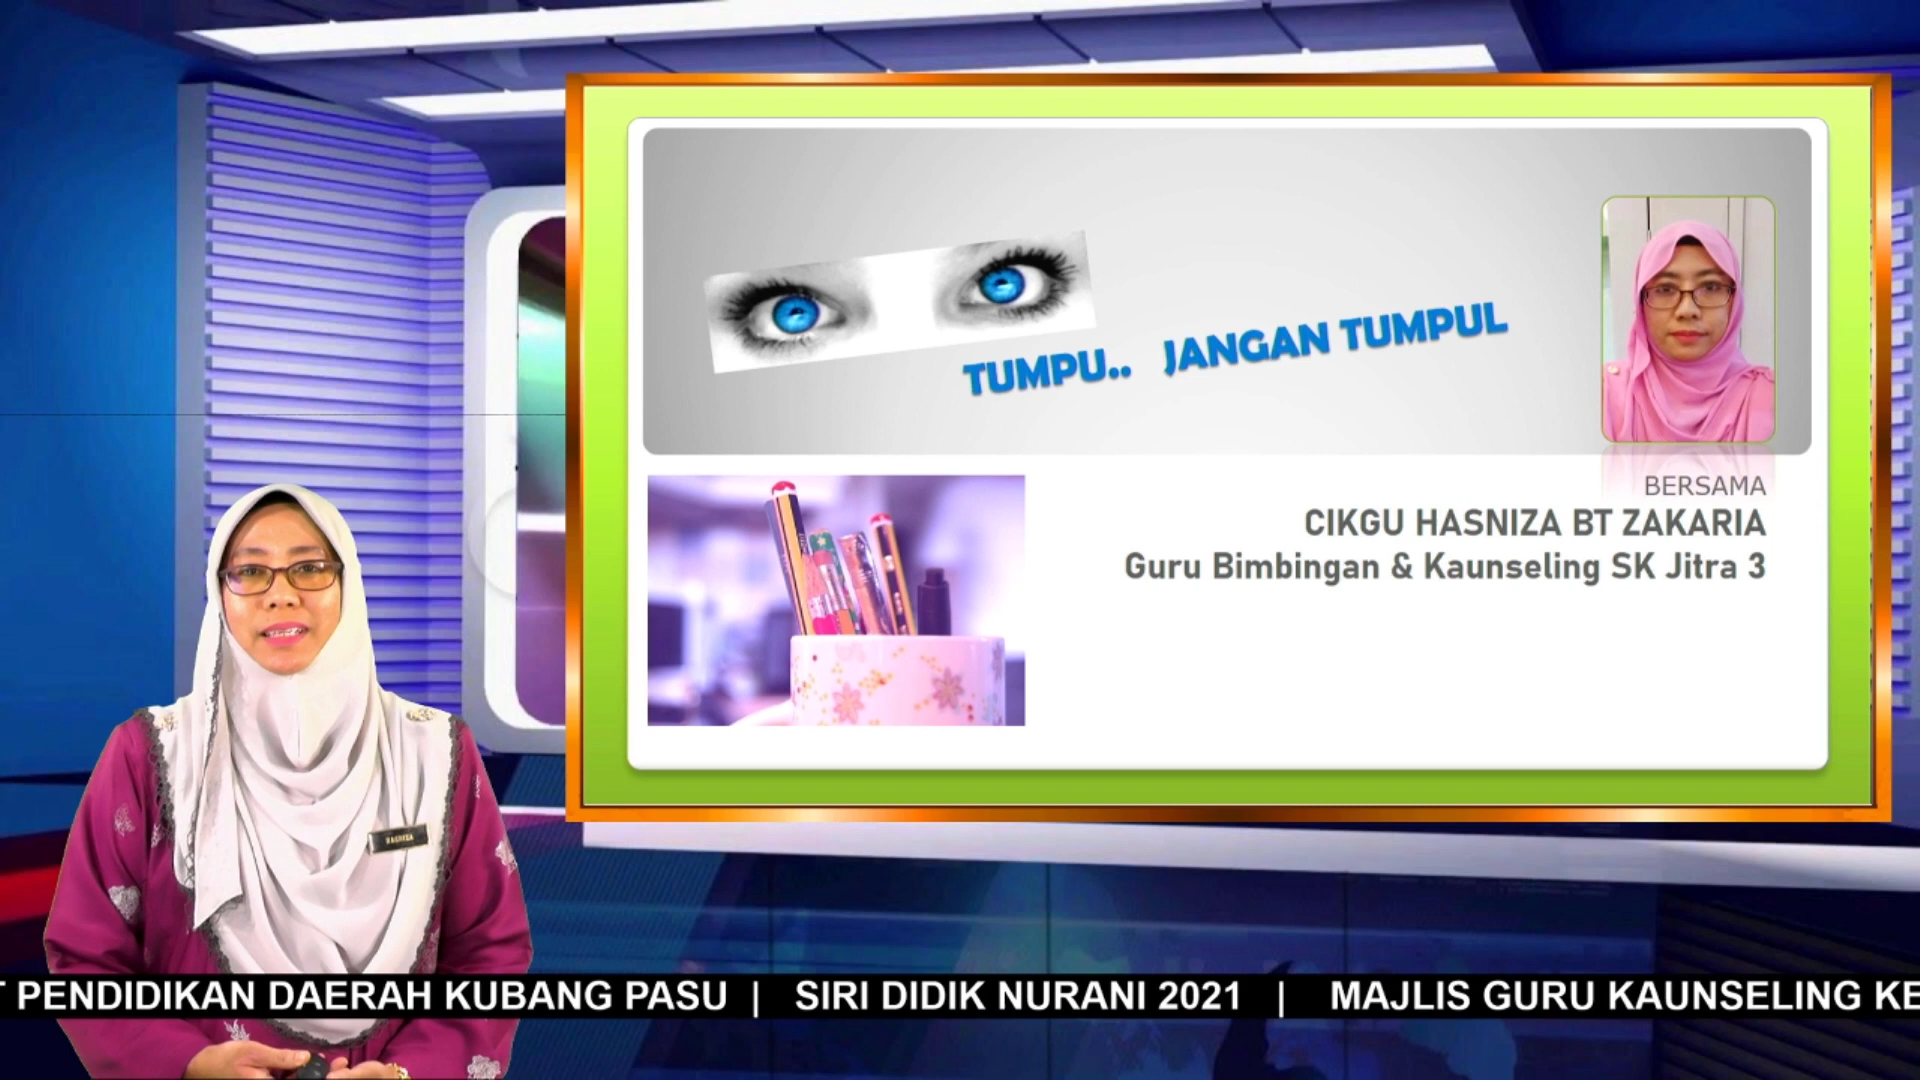 TUMPU.. JANGAN TUMPUL
BERSAMA
CIKGU HASNIZA BT ZAKARIA
Guru Bimbingan & Kaunseling SK Jitra 3
HASNIZA
PENDIDIKAN DAERAH KUBANG PASU | SIRI DIDIK NURANI 2021 | MAJLIS GURU KAUNSELING KE